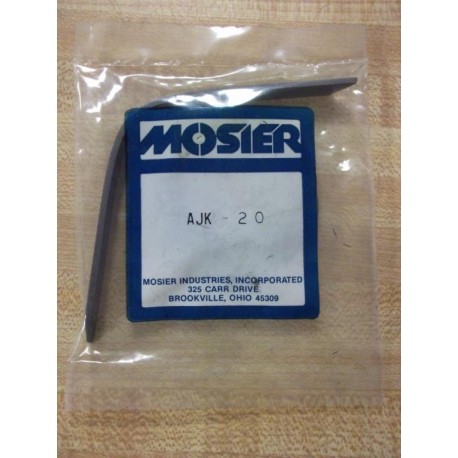 MOSIER
AJK - 20
MOSIER INDUSTRIES, INCORPORATED
325 CARR DRIVE
BROOKVILLE, OHIO 45309